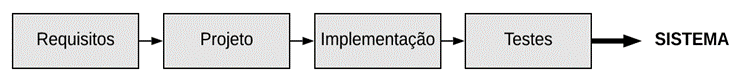 Requisitos
Projeto
Implementação
Testes
SISTEMA